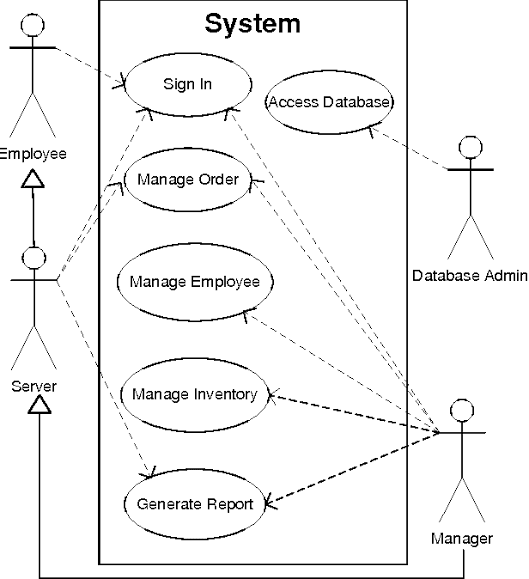 System
Sign In
Access Database
Employee
Manage Order
Database Admin
Manage Employee
Server
Manage Inventory
Generate Report
Manager